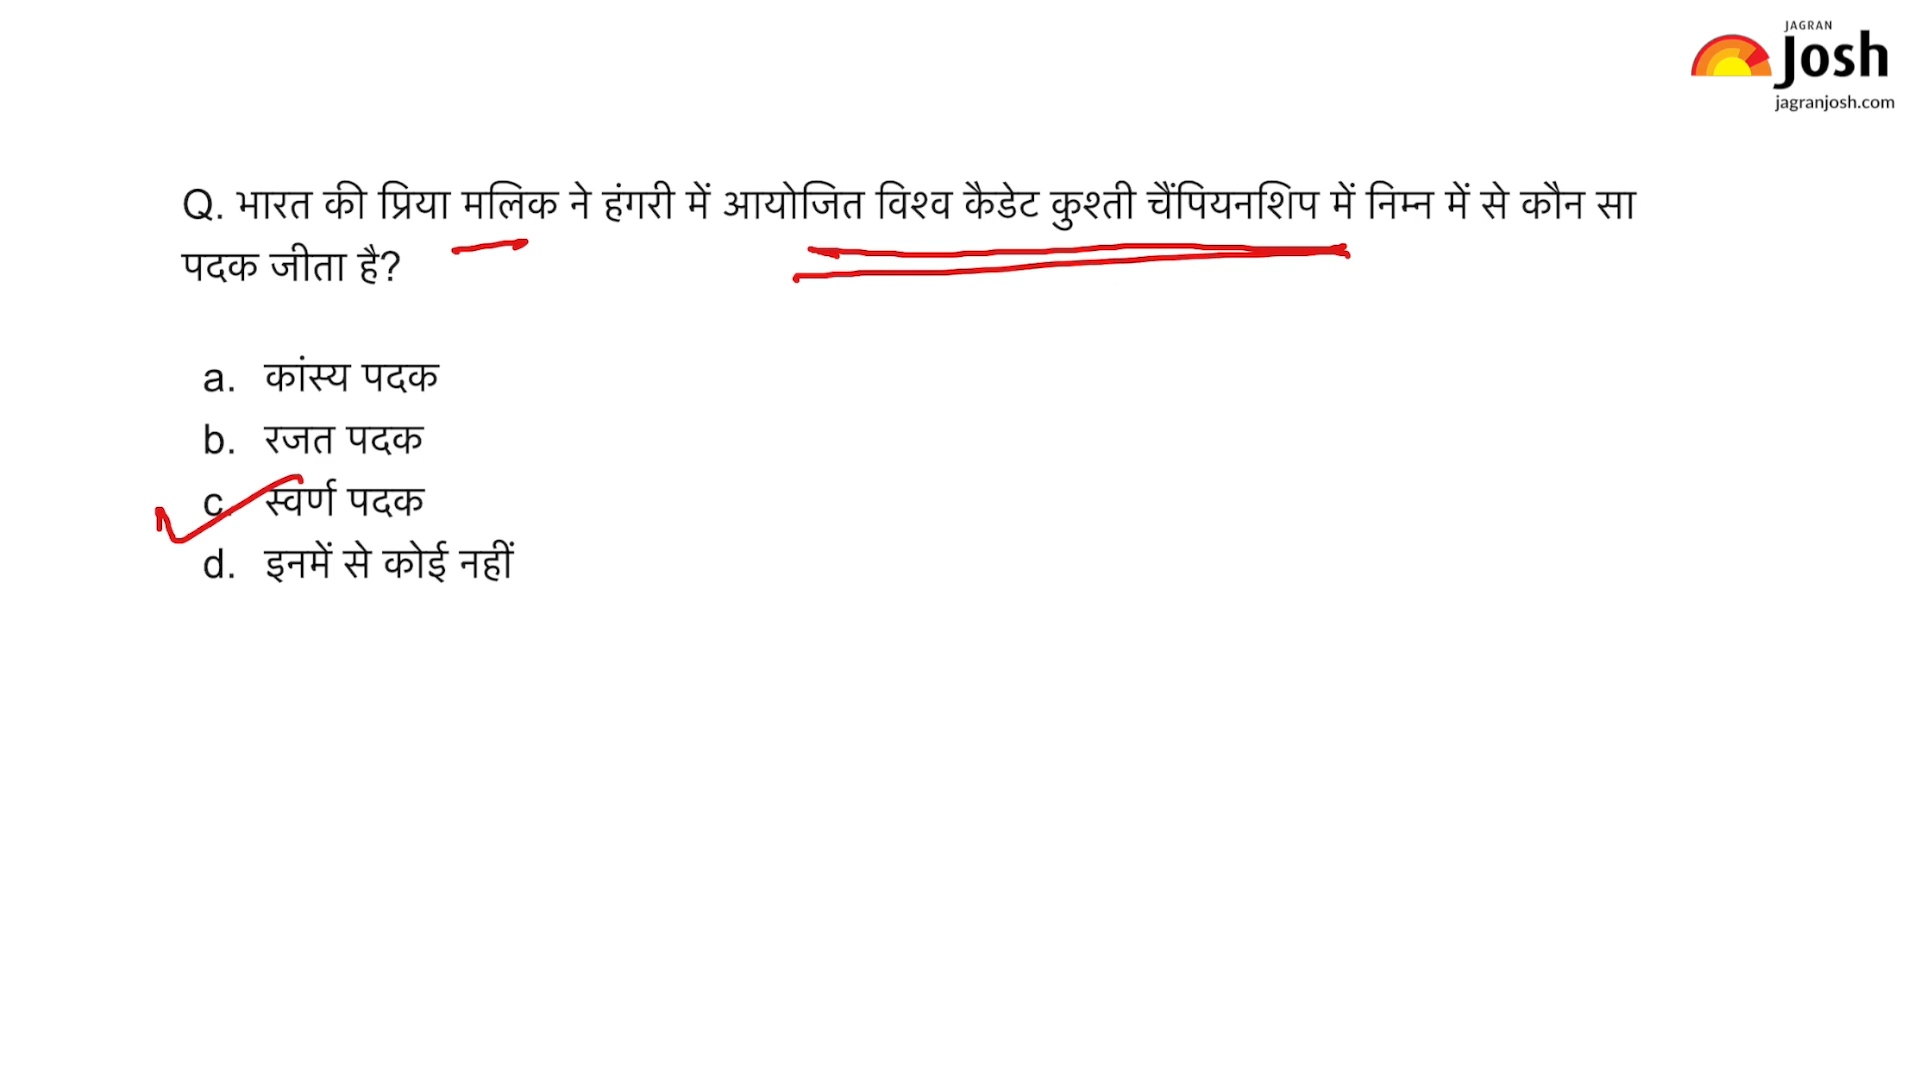 JAGRAN
Josh
jagranjosh.com
Q. भारत की प्रिया मलिक ने हंगरी में आयोजित विश्व कैडेट कुश्ती चैंपियनशिप में निम्न में से कौन सा
पदक जीता है?
a. कांस्य पदक
b. रजत पदक
c. स्वर्ण पदक
d. इनमें से कोई नहीं